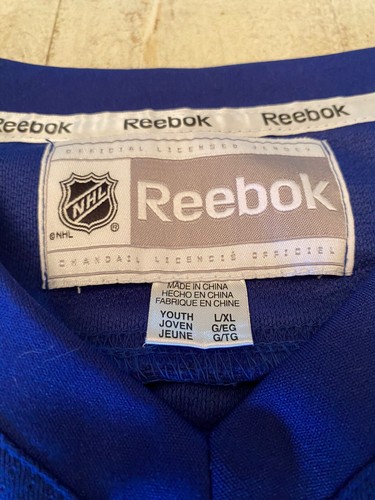 Reebok Reebok Reebok
OFFICIAL LICENSED JERSEY
NHL
Reebok
©NHL ®
CHANDAIL LICENCIÉ OFFICIEL
MADE IN CHINA
HECHO EN CHINA
FABRIQUE EN CHINE
YOUTH L/XL
JOVEN G/EG
JEUNE G/TG